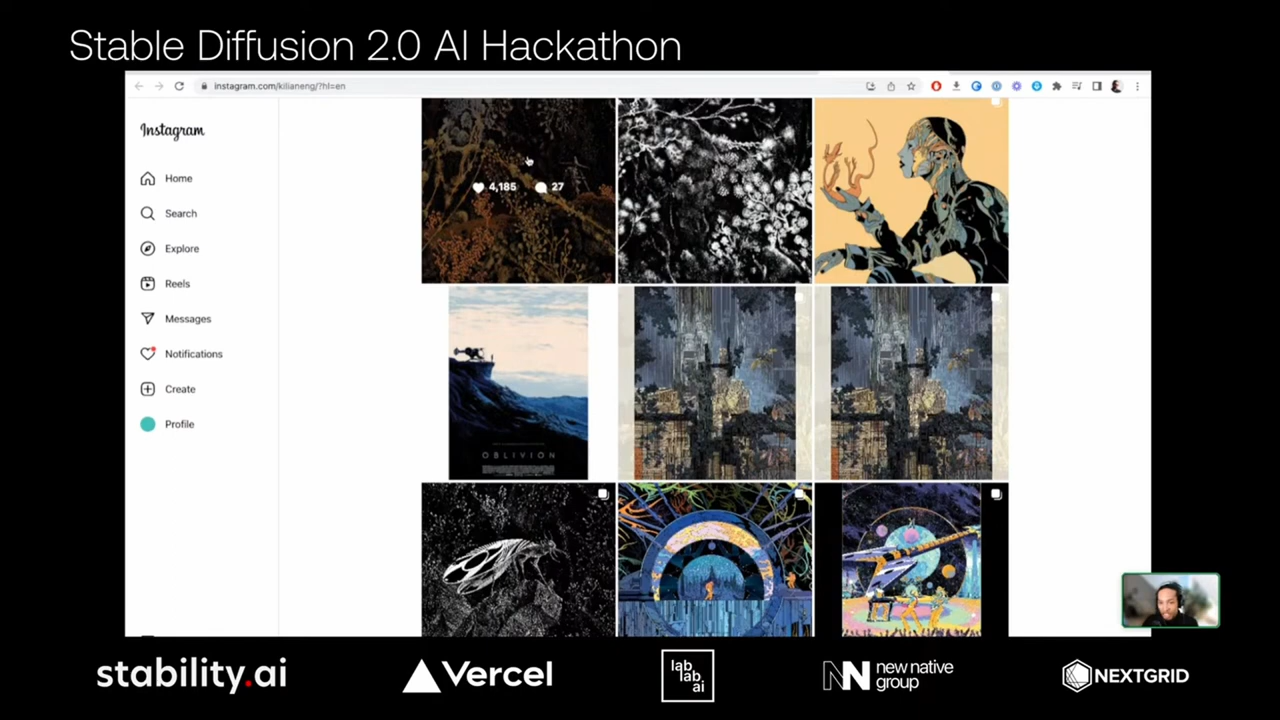 Stable Diffusion 2.0 AI Hackathon
instagram.com/kilianeng/?hl=en
Instagram
Home
Search
Explore
Reels
Messages
Notifications
Create
Profile
4,185 27
OBLIVION
stability.ai
Vercel
lab
lab
.ai
new native
group
NEXTGRID